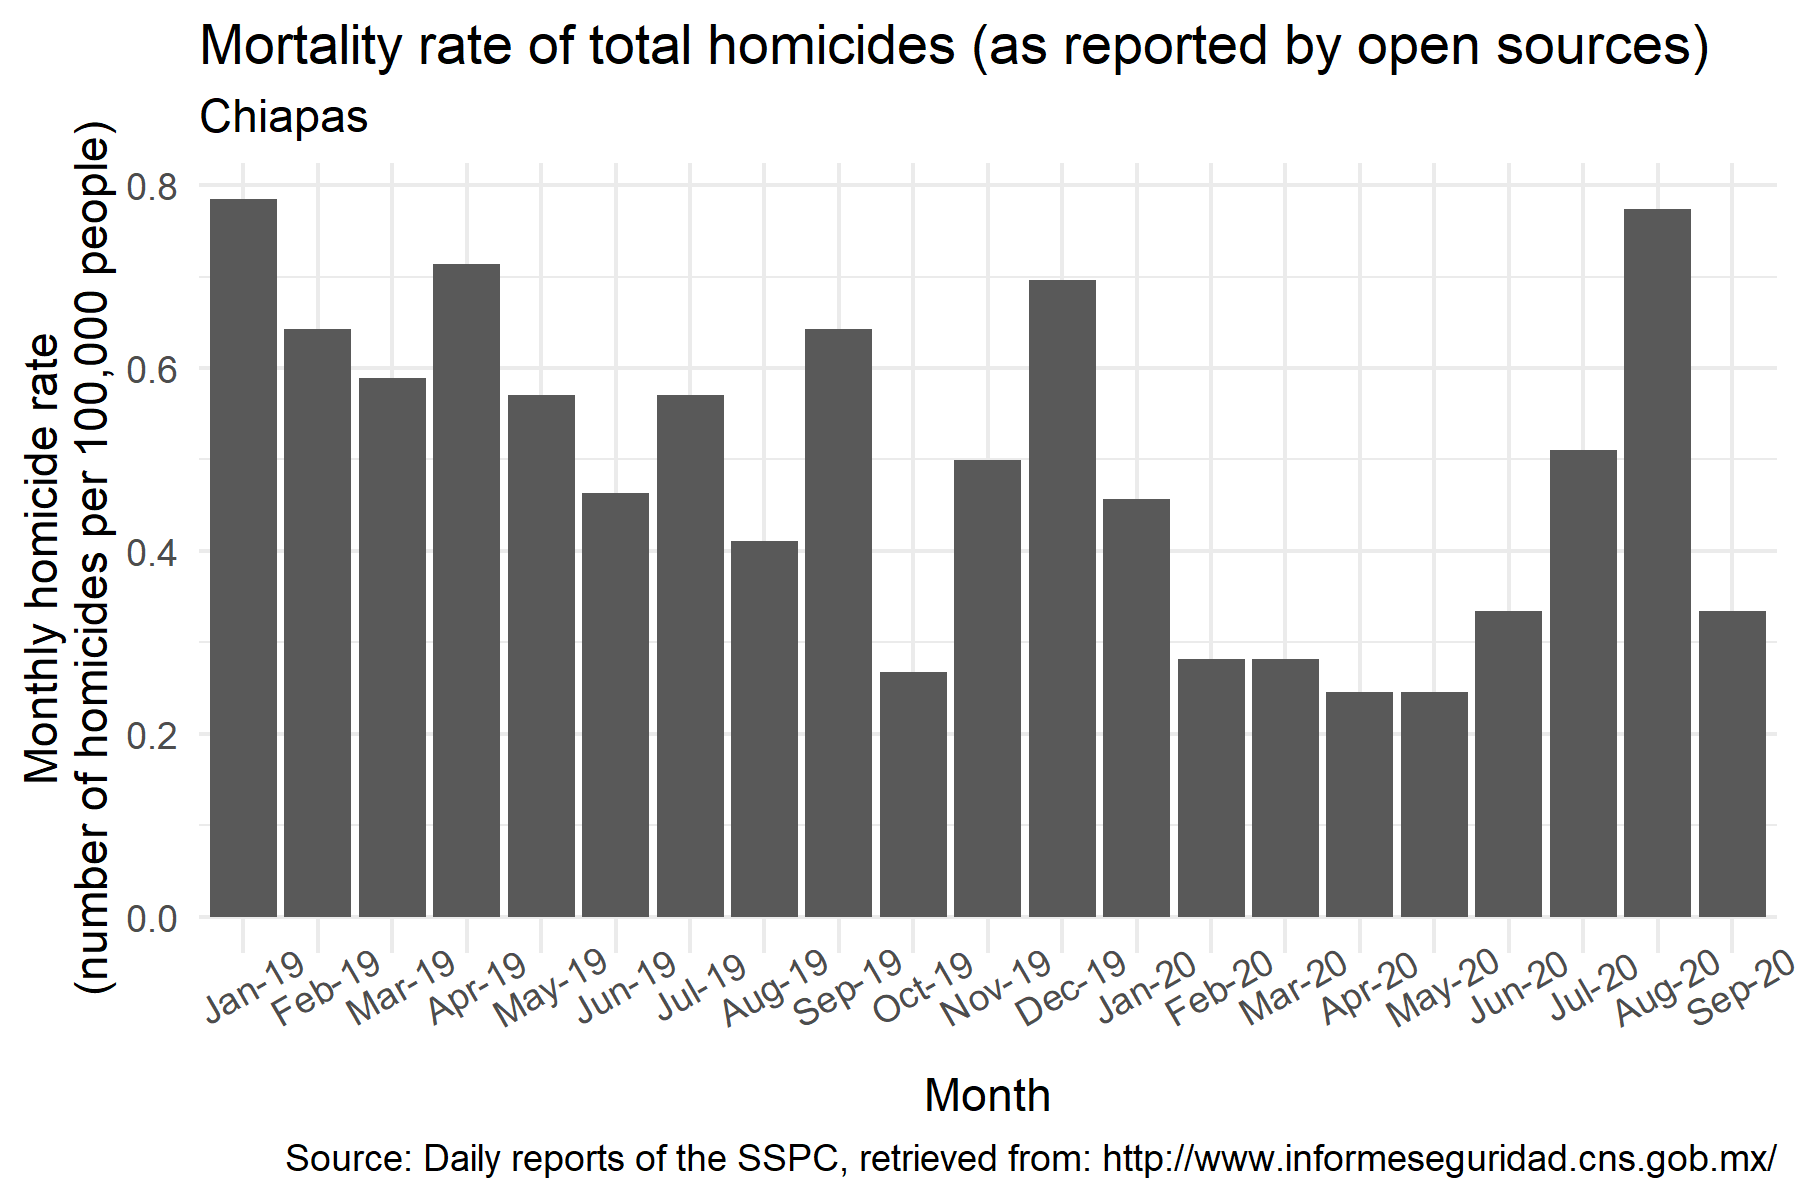 Mortality rate of total homicides (as reported by open sources)
Chiapas
Monthly homicide rate
(number of homicides per 100,000 people)
0.8
0.6
0.4
0.2
0.0
Jan-19
Feb-19
Mar-19
Apr-19
May-19
Jun-19
Jul-19
Aug-19
Sep-19
Oct-19
Nov-19
Dec-19
Jan-20
Feb-20
Mar-20
Apr-20
May-20
Jun-20
Jul-20
Aug-20
Sep-20
Month
Source: Daily reports of the SSPC, retrieved from: http://www.informeseguridad.cns.gob.mx/